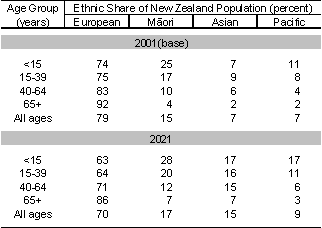 Age Group Ethnic Share of New Zealand Population (percent)
(years) European Māori Asian Pacific
2001(base)
<15 74 25 7 11
15-39 75 17 9 8
40-64 83 10 6 4
65+ 92 4 2 2
All ages 79 15 7 7
2021
<15 63 28 17 17
15-39 64 20 16 11
40-64 71 12 15 6
65+ 86 7 7 3
All ages 70 17 15 9